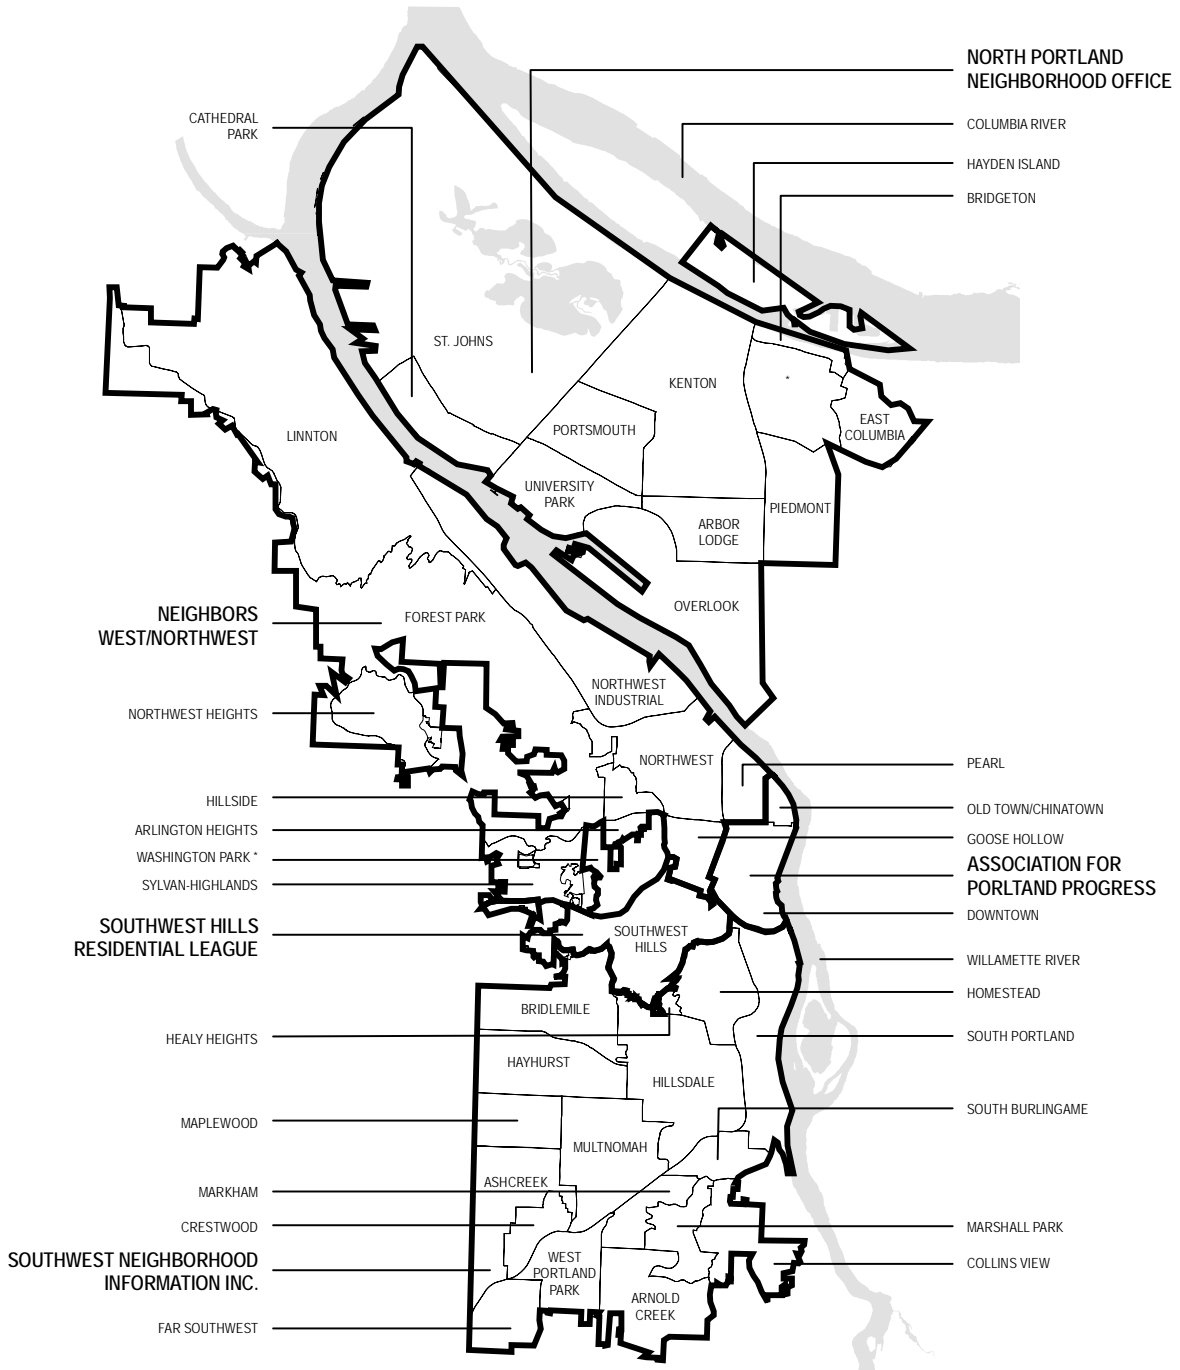 NORTH PORTLAND
NEIGHBORHOOD OFFICE
CATHEDRAL
PARK
COLUMBIA RIVER
HAYDEN ISLAND
BRIDGETON
ST. JOHNS
KENTON
*
EAST
COLUMBIA
PORTSMOUTH
LINNTON
UNIVERSITY
PARK
PIEDMONT
ARBOR
LODGE
OVERLOOK
NEIGHBORS
WEST/NORTHWEST
FOREST PARK
NORTHWEST
INDUSTRIAL
NORTHWEST HEIGHTS
NORTHWEST
PEARL
HILLSIDE
OLD TOWN/CHINATOWN
ARLINGTON HEIGHTS
GOOSE HOLLOW
WASHINGTON PARK *
ASSOCIATION FOR
PORLTAND PROGRESS
SYLVAN-HIGHLANDS
DOWNTOWN
SOUTHWEST HILLS
RESIDENTIAL LEAGUE
SOUTHWEST
HILLS
WILLAMETTE RIVER
HOMESTEAD
BRIDLEMILE
HEALY HEIGHTS
SOUTH PORTLAND
HAYHURST
HILLSDALE
SOUTH BURLINGAME
MAPLEWOOD
MULTNOMAH
ASHCREEK
MARKHAM
CRESTWOOD
MARSHALL PARK
SOUTHWEST NEIGHBORHOOD
INFORMATION INC.
WEST
PORTLAND
PARK
COLLINS VIEW
ARNOLD
CREEK
FAR SOUTHWEST